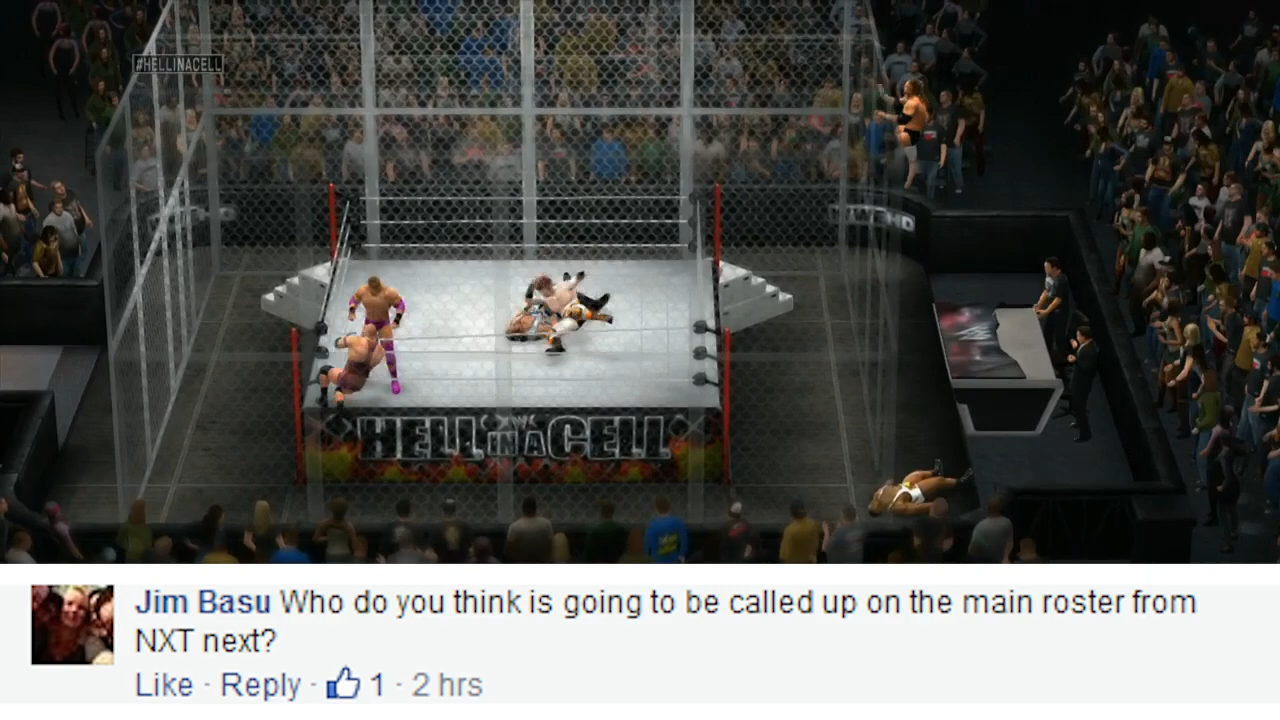 #HELLINACELL
HELL IN A CELL
Jim Basu Who do you think is going to be called up on the main roster from
NXT next?
Like · Reply · 1 · 2 hrs